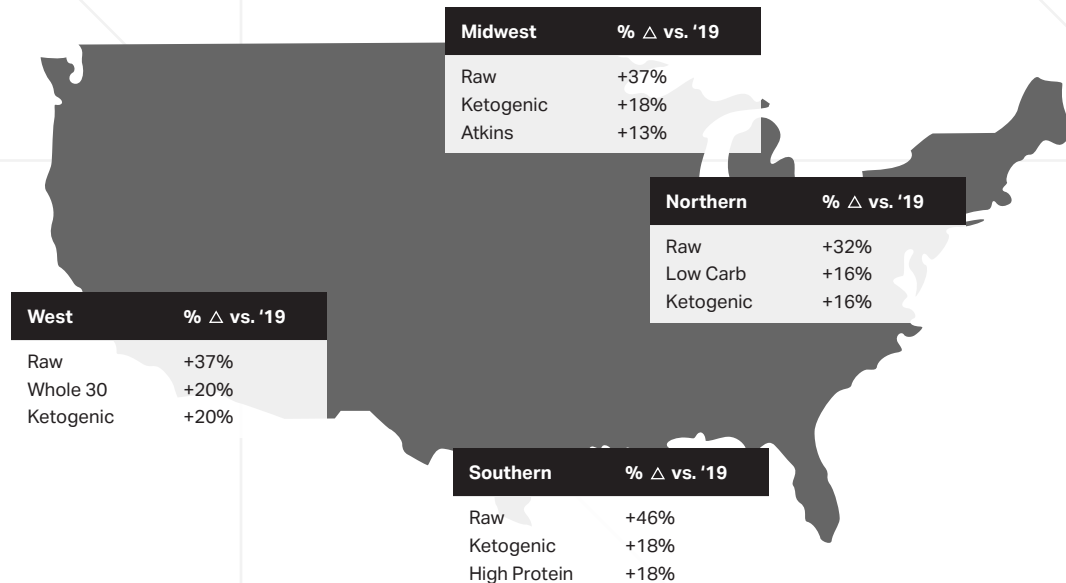 Midwest % △ vs. ‘19
Raw +37%
Ketogenic +18%
Atkins +13%
Northern % △ vs. ‘19
Raw +32%
Low Carb +16%
Ketogenic +16%
West % △ vs. ‘19
Raw +37%
Whole 30 +20%
Ketogenic +20%
Southern % △ vs. ‘19
Raw +46%
Ketogenic +18%
High Protein +18%